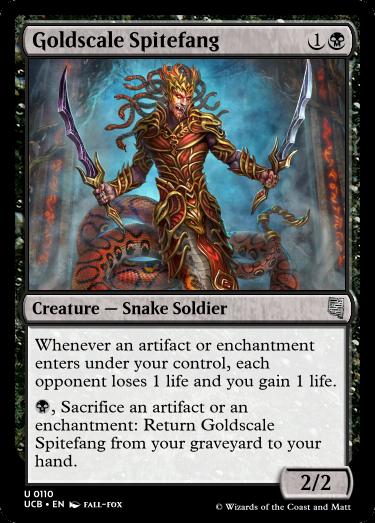 Goldscale Spitefang 1
Creature — Snake Soldier
Whenever an artifact or enchantment
enters under your control, each
opponent loses 1 life and you gain 1 life.
, Sacrifice an artifact or an
enchantment: Return Goldscale
Spitefang from your graveyard to your
hand.
2/2
U 0110
UCB • EN FALL-FOX
© Wizards of the Coast and Matt